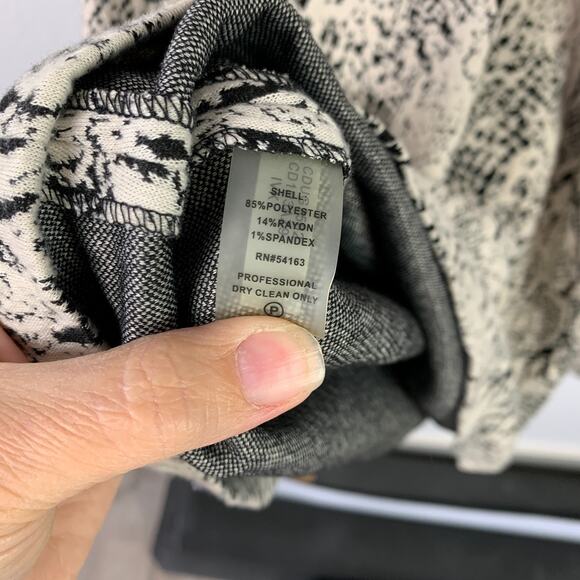 SHELL:
85%POLYESTER
14%RAYON
1%SPANDEX
RN#54163
PROFESSIONAL
DRY CLEAN ONLY
P